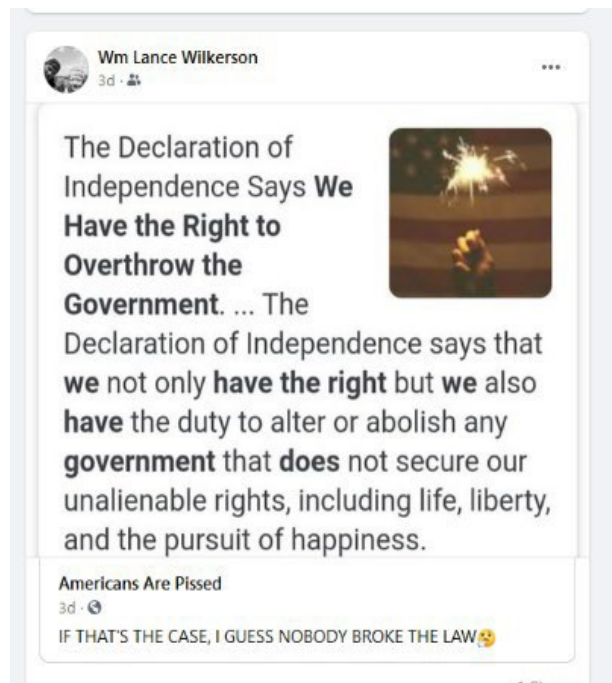 Wm Lance Wilkerson
3d
The Declaration of
Independence Says We
Have the Right to
Overthrow the
Government. ... The
Declaration of Independence says that
we not only have the right but we also
have the duty to alter or abolish any
government that does not secure our
unalienable rights, including life, liberty,
and the pursuit of happiness.
Americans Are Pissed
3d
IF THAT'S THE CASE, I GUESS NOBODY BROKE THE LAW🤔